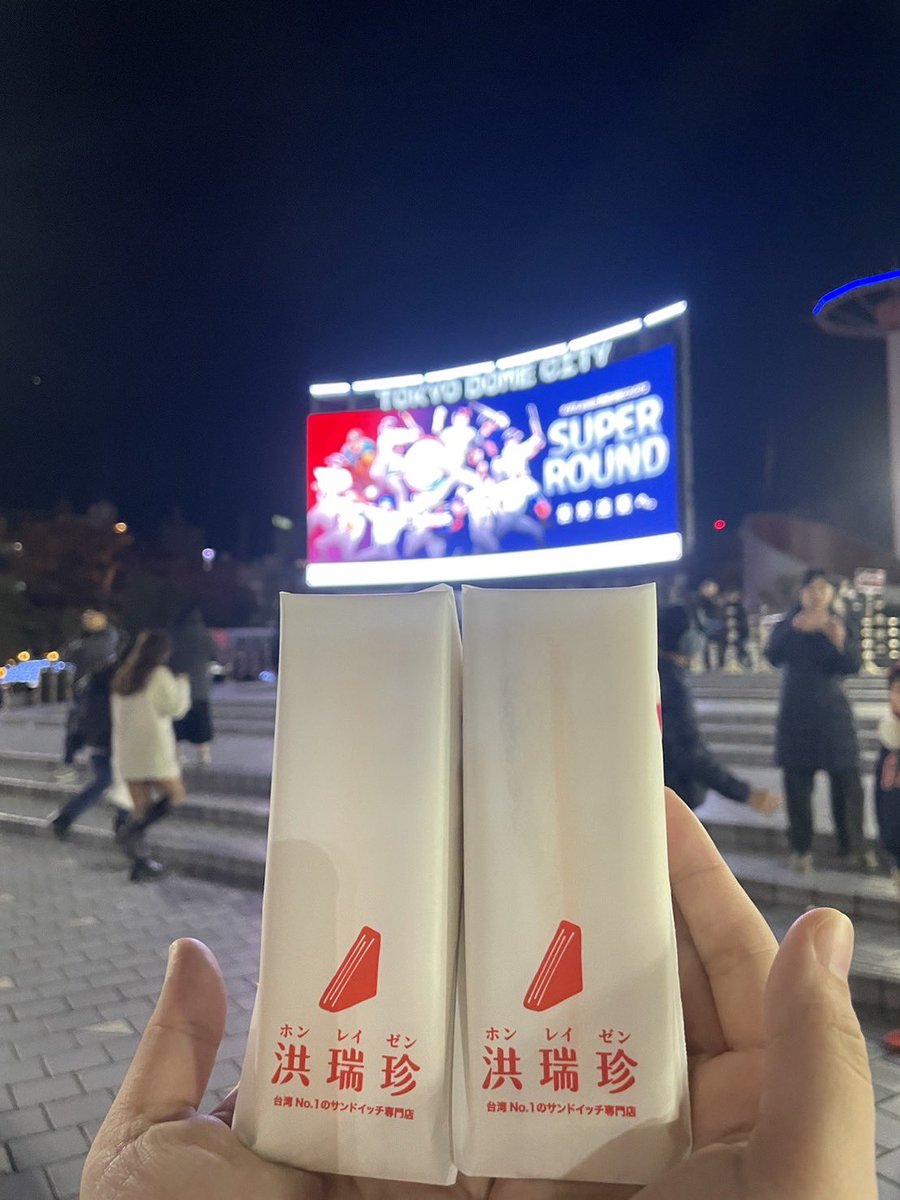 TOKYO DOME CITY
SUPER
ROUND
ホン レイ ゼン
洪瑞珍
台湾 No.1のサンドイッチ専門店
ホン レイ ゼン
洪瑞珍
台湾 No.1のサンドイッチ専門店